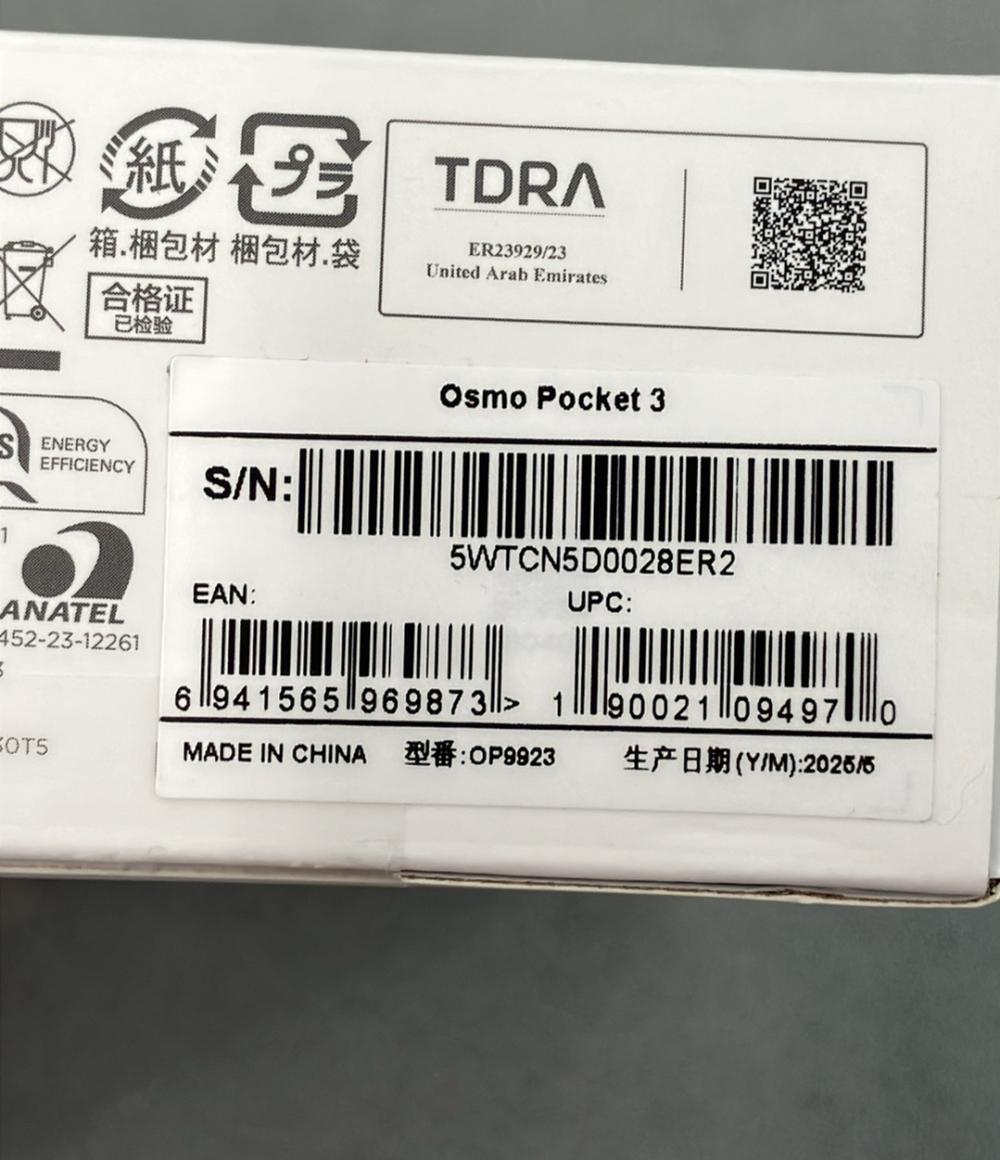 紙
プラ
箱.梱包材 梱包材.袋
合格证
已检验
TDRA
ER23929/23
United Arab Emirates
ENERGY
EFFICIENCY
ANATEL
452-23-12261
Osmo Pocket 3
S/N:
5WTCN5D0028ER2
EAN:
UPC:
6 941565 969873 >
1 90021 09497 0
MADE IN CHINA 型番:OP9923 生产日期(Y/M):2025/5